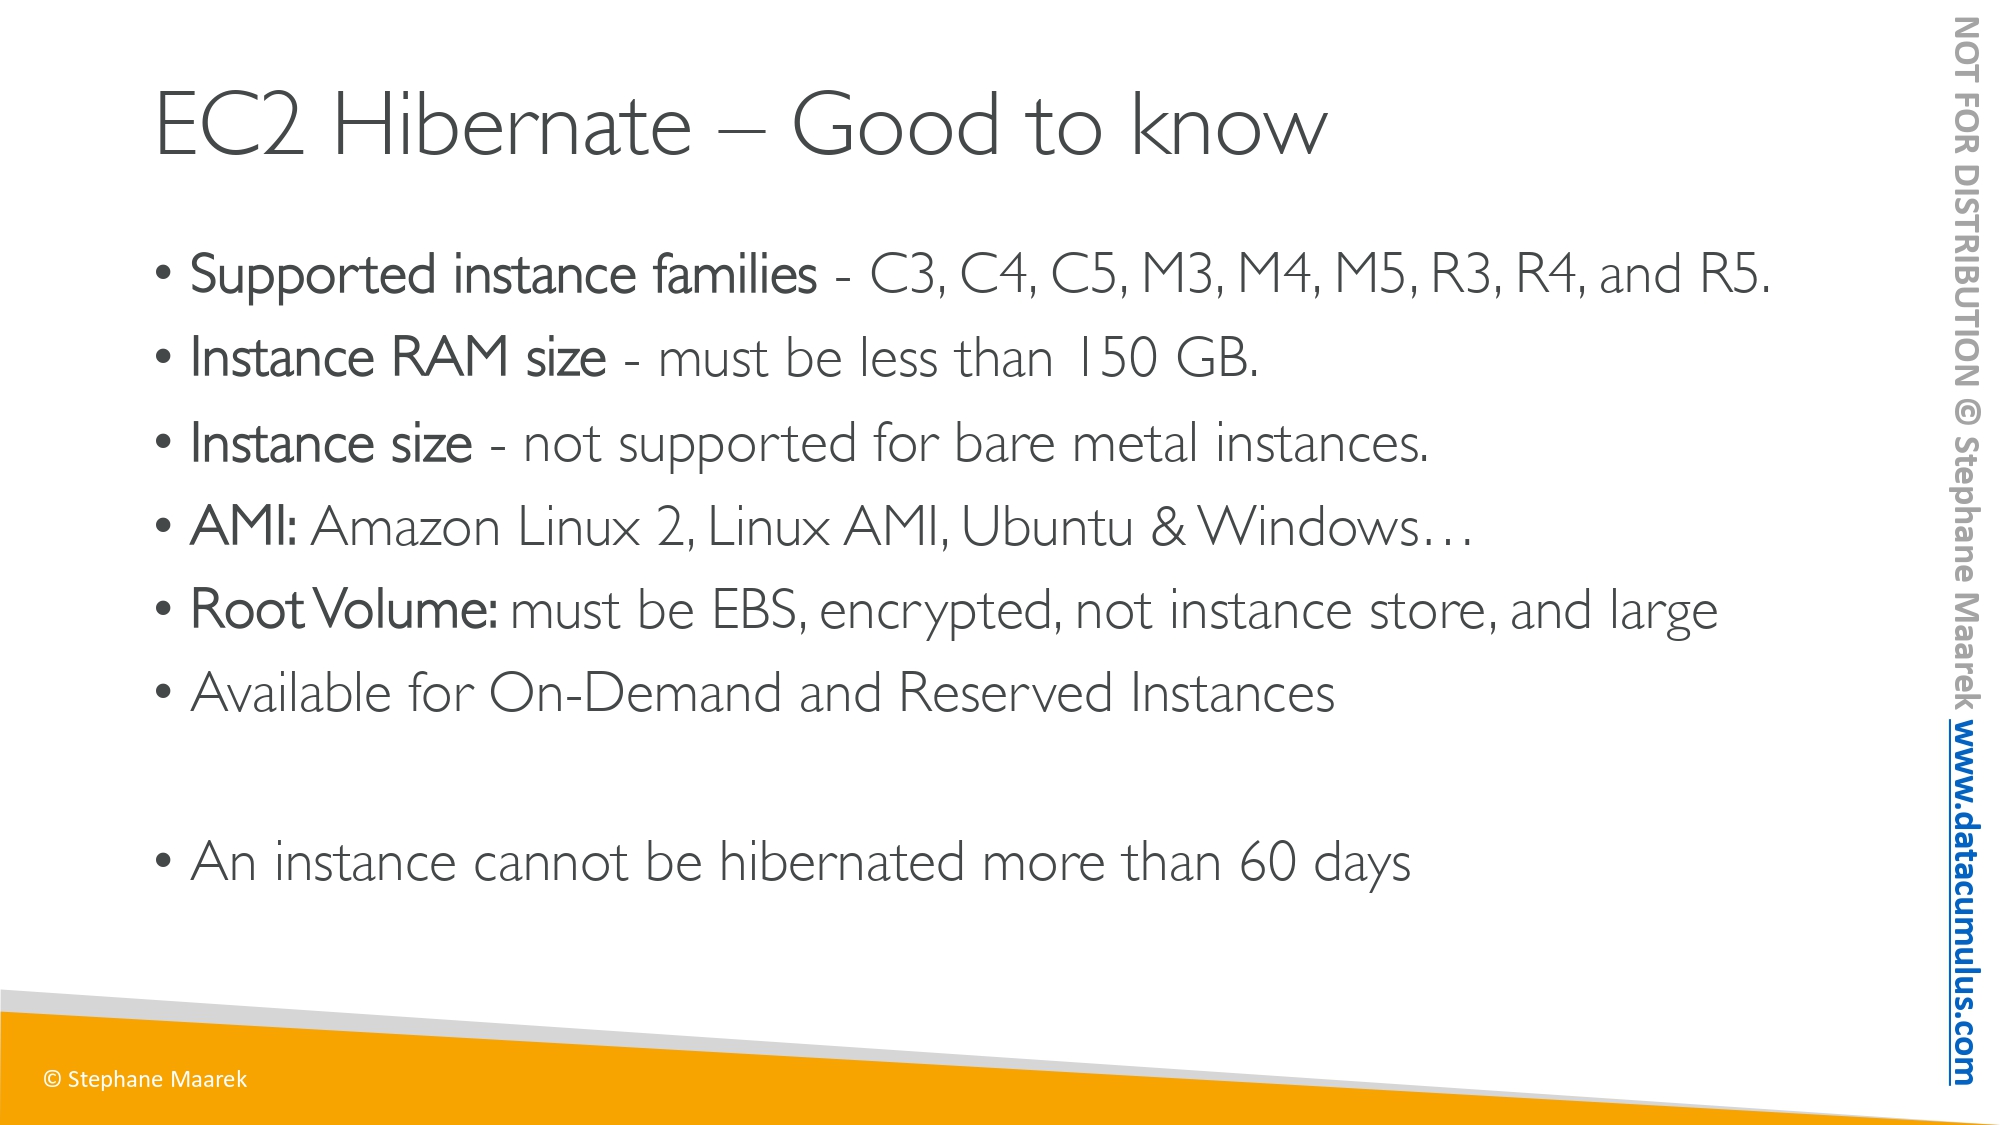 EC2 Hibernate – Good to know
• Supported instance families - C3, C4, C5, M3, M4, M5, R3, R4, and R5.
• Instance RAM size - must be less than 150 GB.
• Instance size - not supported for bare metal instances.
• AMI: Amazon Linux 2, Linux AMI, Ubuntu & Windows…
• Root Volume: must be EBS, encrypted, not instance store, and large
• Available for On-Demand and Reserved Instances
• An instance cannot be hibernated more than 60 days
© Stephane Maarek
NOT FOR DISTRIBUTION © Stephane Maarek www.datacumulus.com